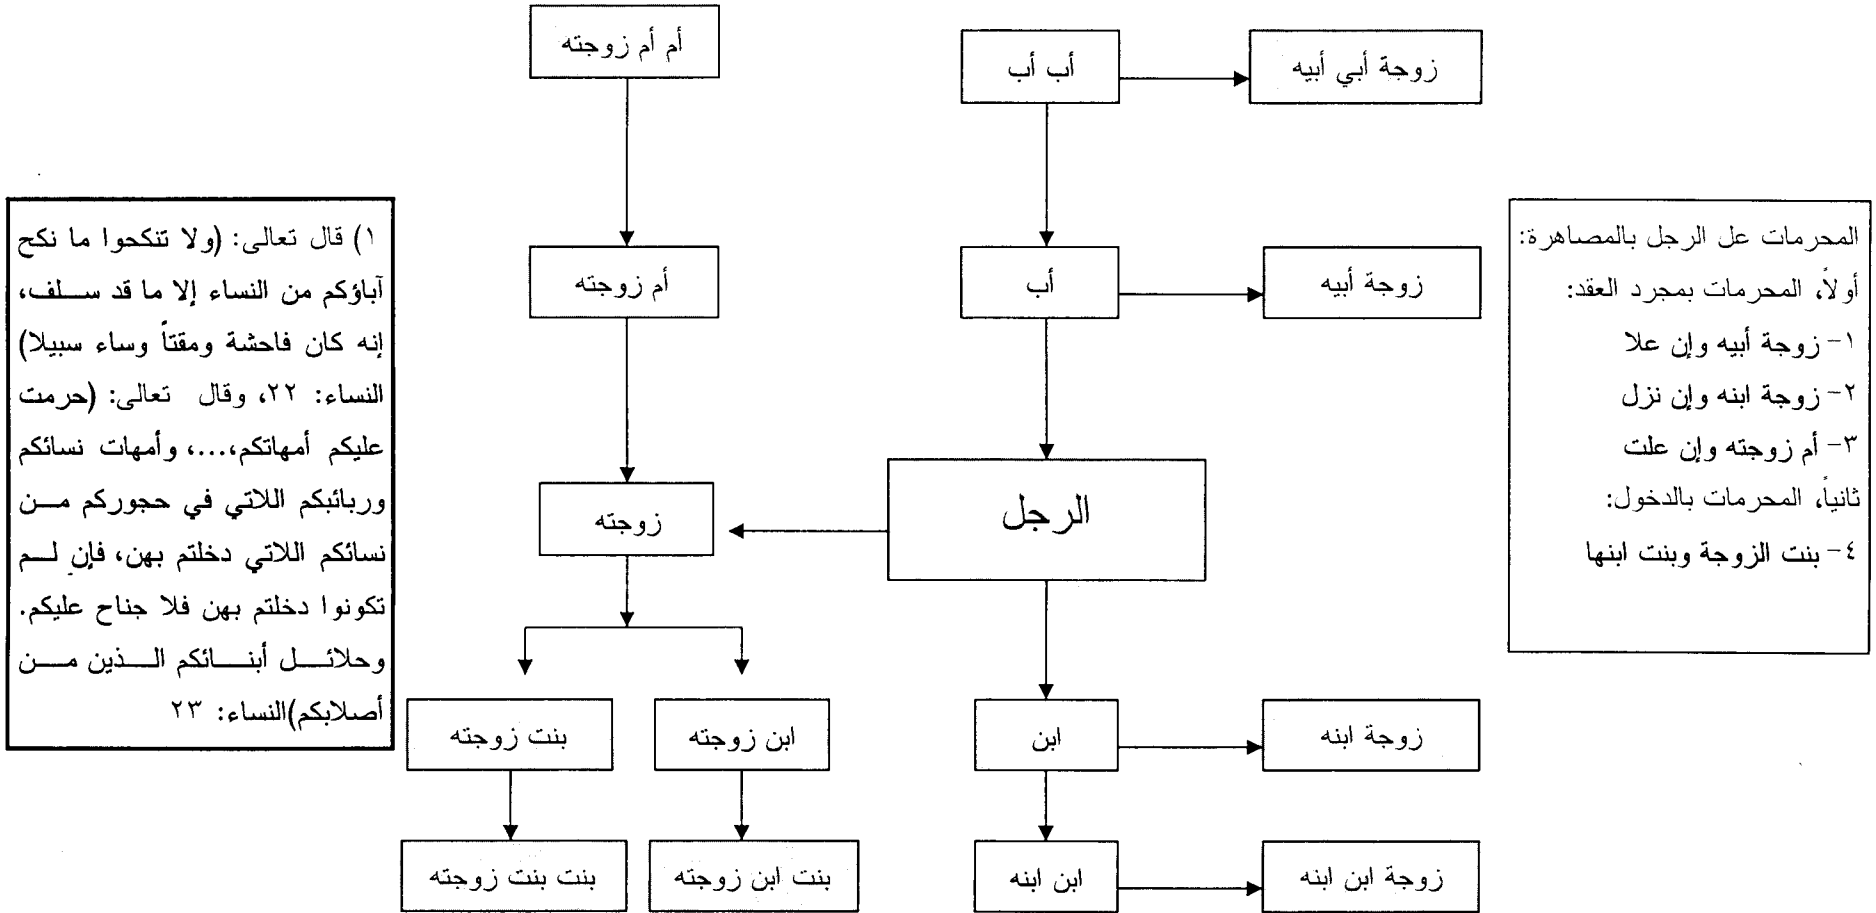 المحرمات عل الرجل بالمصاهرة:
أولاً، المحرمات بمجرد العقد:
١- زوجة أبيه وإن علا
٢- زوجة ابنه وإن نزل
٣- أم زوجته وإن علت
ثانياً، المحرمات بالدخول:
٤- بنت الزوجة وبنت ابنها
زوجة أبي أبيه
أب أب
أم أم زوجته
زوجة أبيه
أب
أم زوجته
الرجل
زوجته
زوجة ابنه
ابن
ابن زوجته
بنت زوجته
زوجة ابن ابنه
ابن ابنه
بنت ابن زوجته
بنت بنت زوجته
١) قال تعالى: (ولا تنكحوا ما نكح
آباؤكم من النساء إلا ما قد سلف،
إنه كان فاحشة ومقتاً وساء سبيلا)
النساء: ٢٢، وقال تعالى: (حرمت
عليكم أمهاتكم،...، وأمهات نسائكم
وربائبكم اللاتي في حجوركم من
نسائكم اللاتي دخلتم بهن، فإن لم
تكونوا دخلتم بهن فلا جناح عليكم.
وحلائل أبنائكم الذين من
أصلابكم)النساء: ٢٣